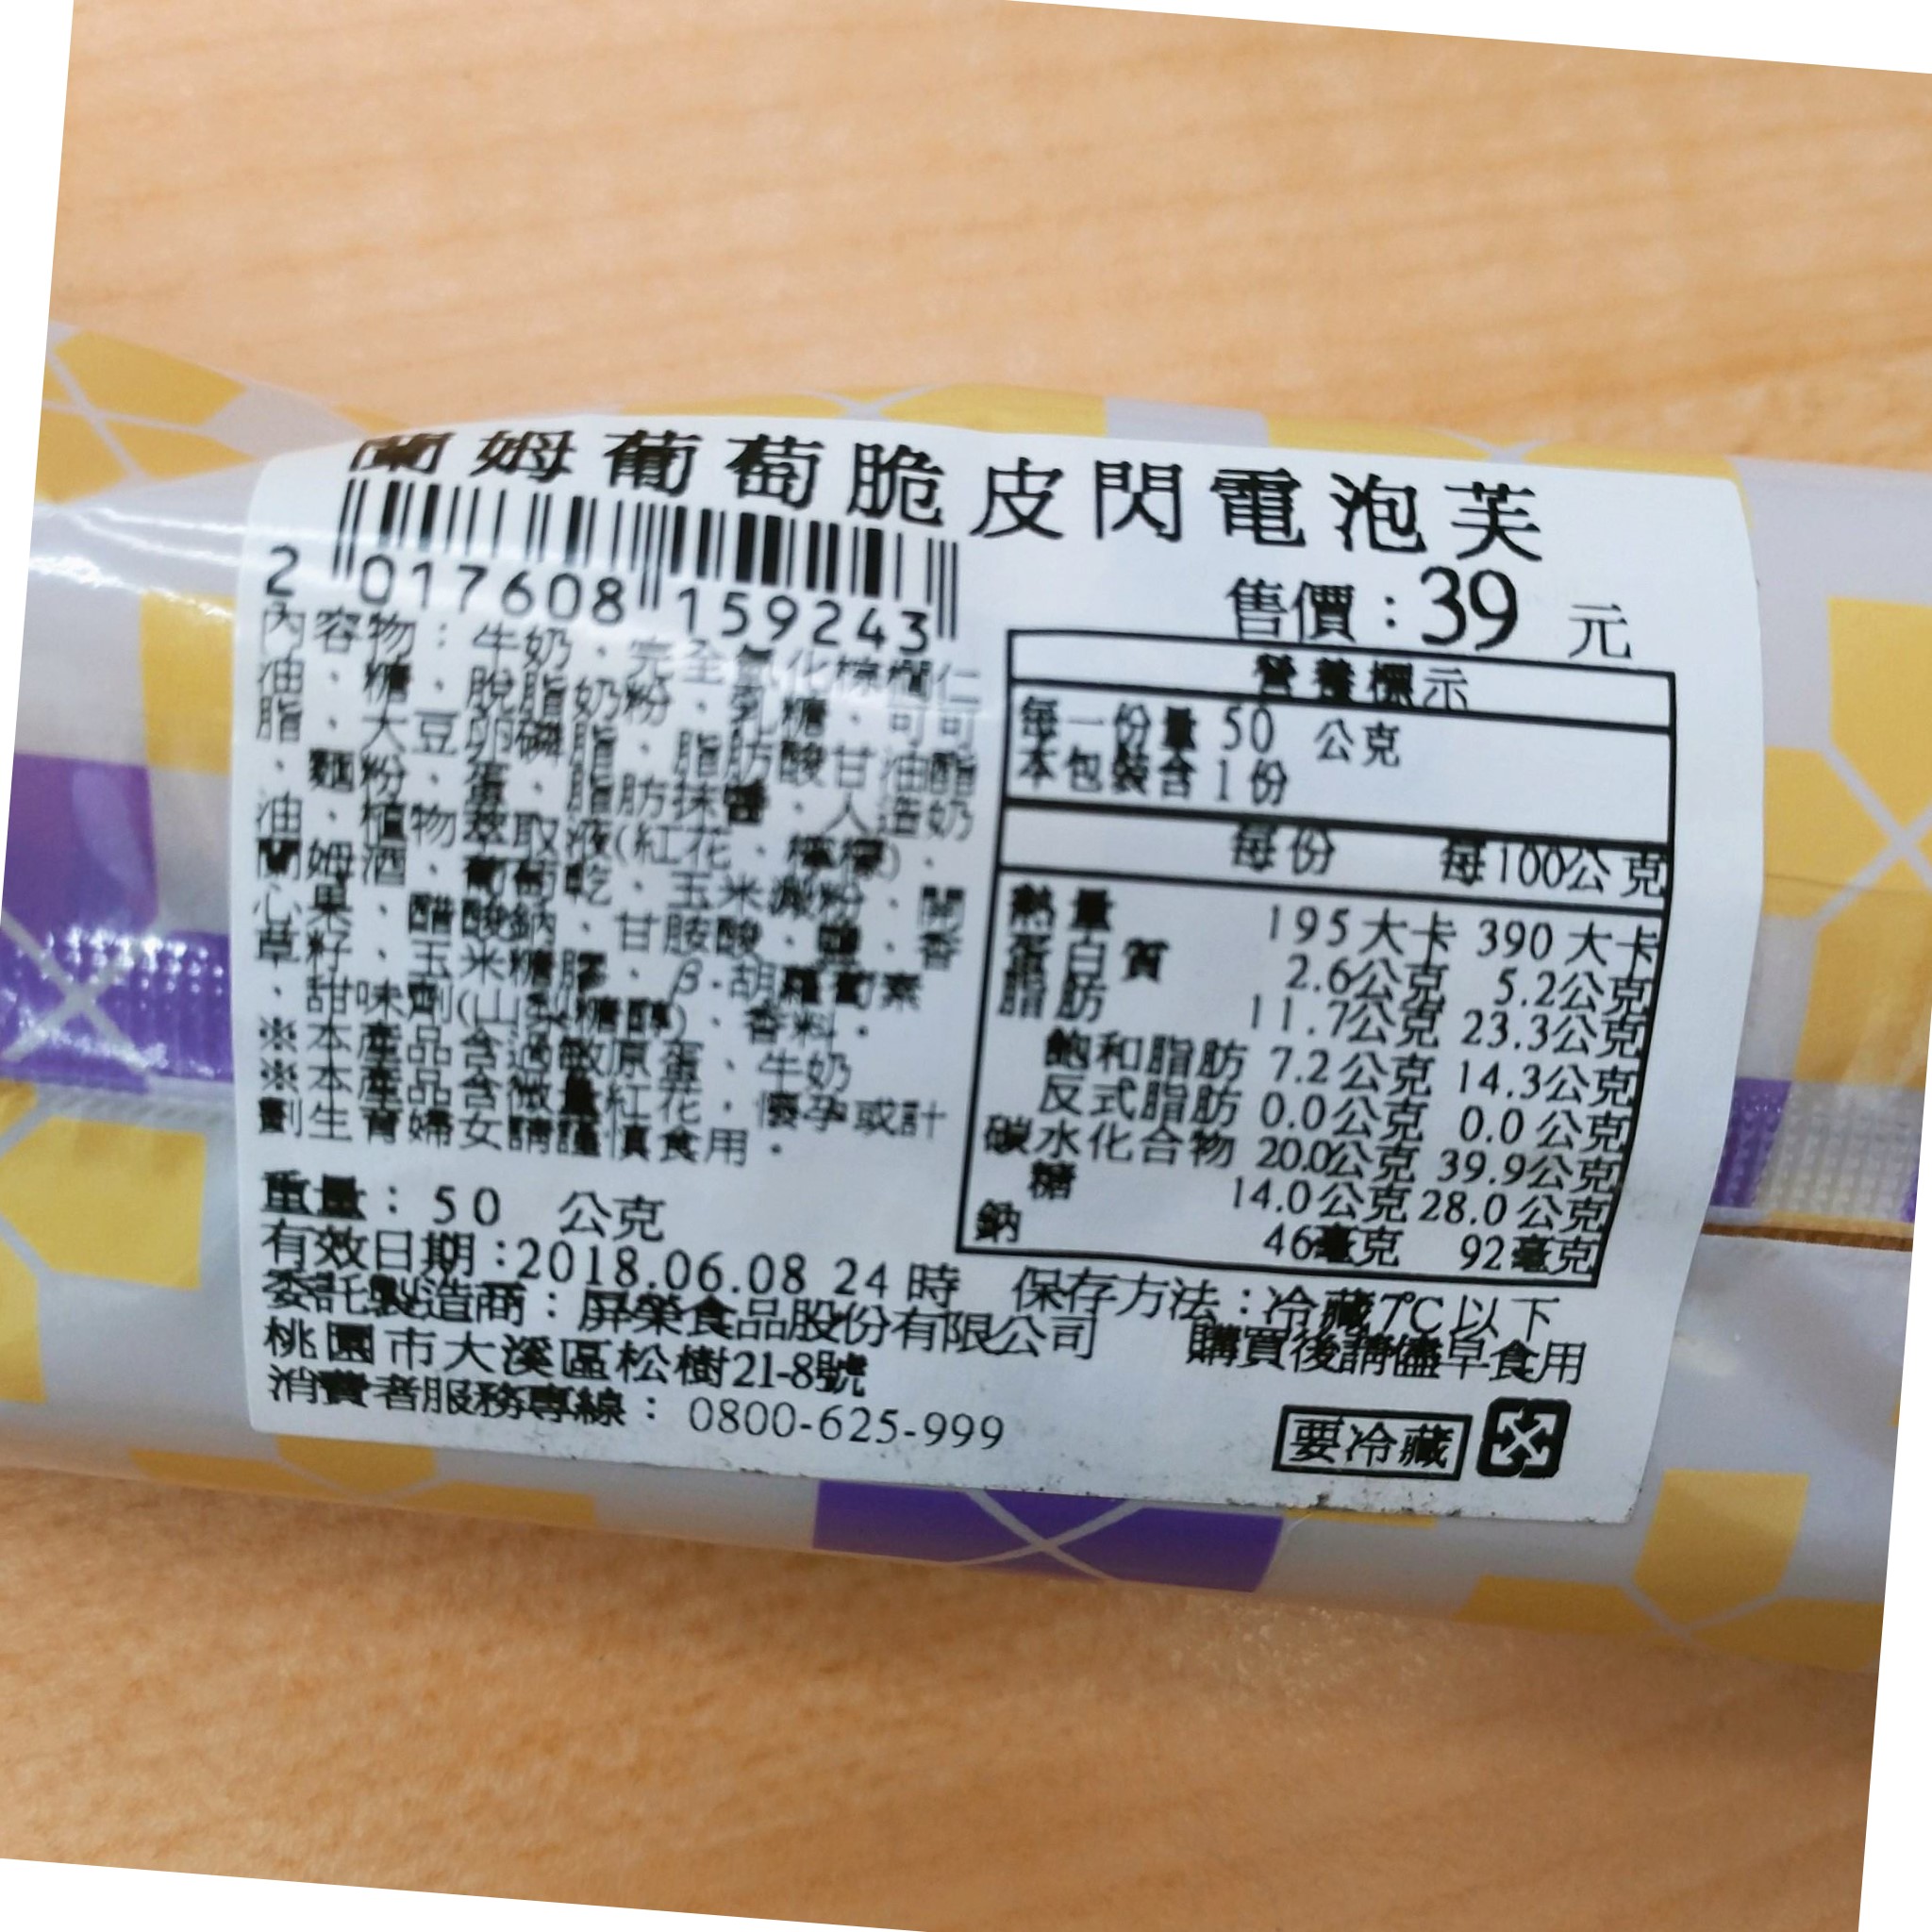 蘭姆葡萄脆皮閃電泡芙
2 017608 159243
售價：39 元
內容物：牛奶、完全氫化棕櫚仁
油、糖、脫脂奶粉、乳糖、可可
脂、大豆卵磷脂、脂肪酸甘油酯
、麵粉、蛋、脂肪抹醬、人造奶
油、植物萃取液(紅花、檸檬)、
蘭姆酒、葡萄乾、玉米澱粉、開
心果、醋酸鈉、甘胺酸、鹽、香
草籽、玉米糖膠、β-胡蘿蔔素
、甜味劑(山梨糖醇)、香料。
※本產品含過敏原蛋、牛奶
※本產品含微量紅花，懷孕或計
劃生育婦女請謹慎食用。
營養標示
每一份量 50 公克
本包裝含 1 份
每份 每100公克
熱量 195 大卡 390 大卡
蛋白質 2.6公克 5.2公克
脂肪 11.7公克 23.3公克
飽和脂肪 7.2公克 14.3公克
反式脂肪 0.0公克 0.0公克
碳水化合物 20.0公克 39.9公克
糖 14.0公克 28.0公克
鈉 46毫克 92毫克
重量： 50 公克
有效日期:2018.06.08 24時
保存方法：冷藏7℃以下
委託製造商：屏榮食品股份有限公司
購買後請儘早食用
桃園市大溪區松樹21-8號
消費者服務專線： 0800-625-999
要冷藏